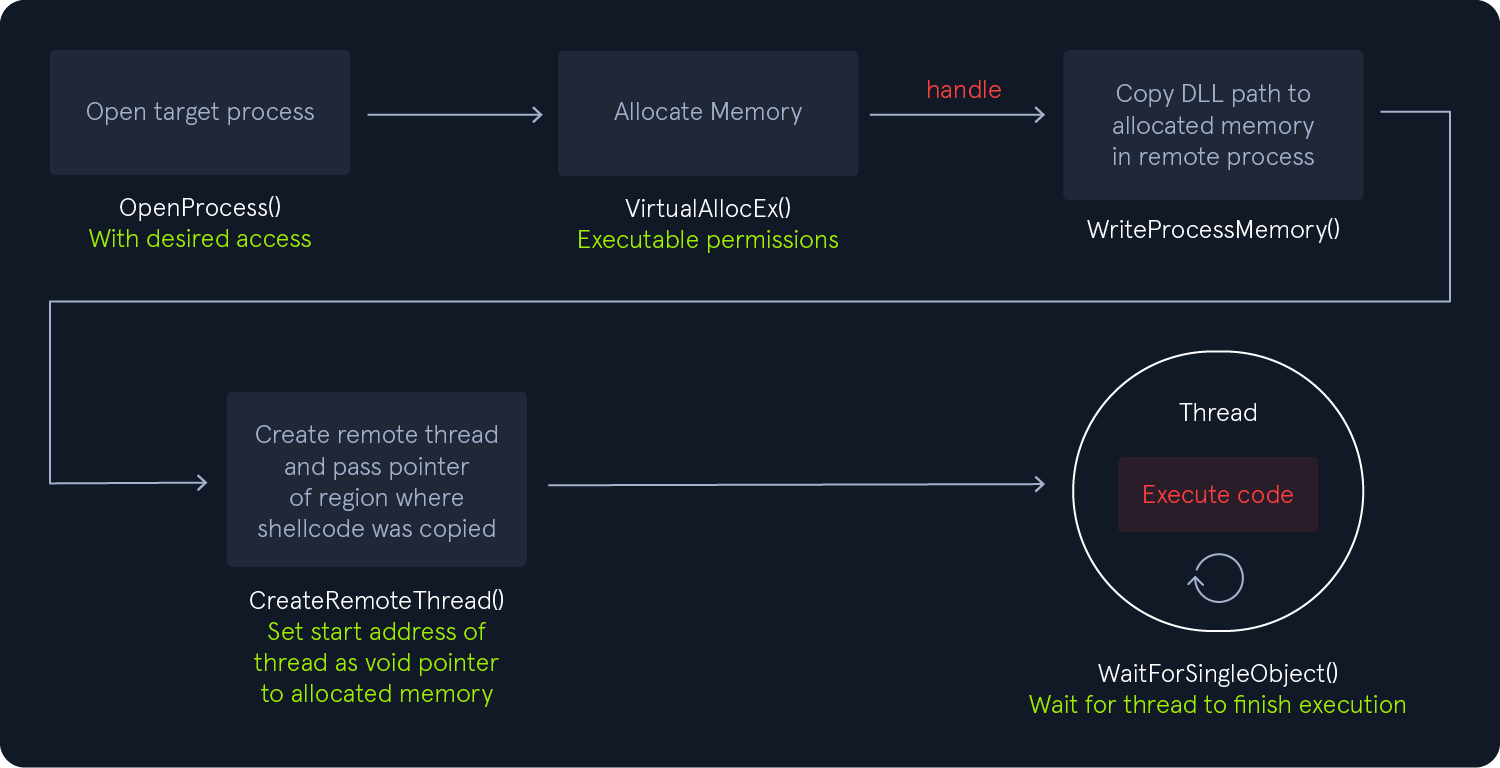 Open target process
OpenProcess()
With desired access
Allocate Memory
VirtualAllocEx()
Executable permissions
handle
Copy DLL path to
allocated memory
in remote process
WriteProcessMemory()
Create remote thread
and pass pointer
of region where
shellcode was copied
CreateRemoteThread()
Set start address of
thread as void pointer
to allocated memory
Thread
Execute code
WaitForSingleObject()
Wait for thread to finish execution